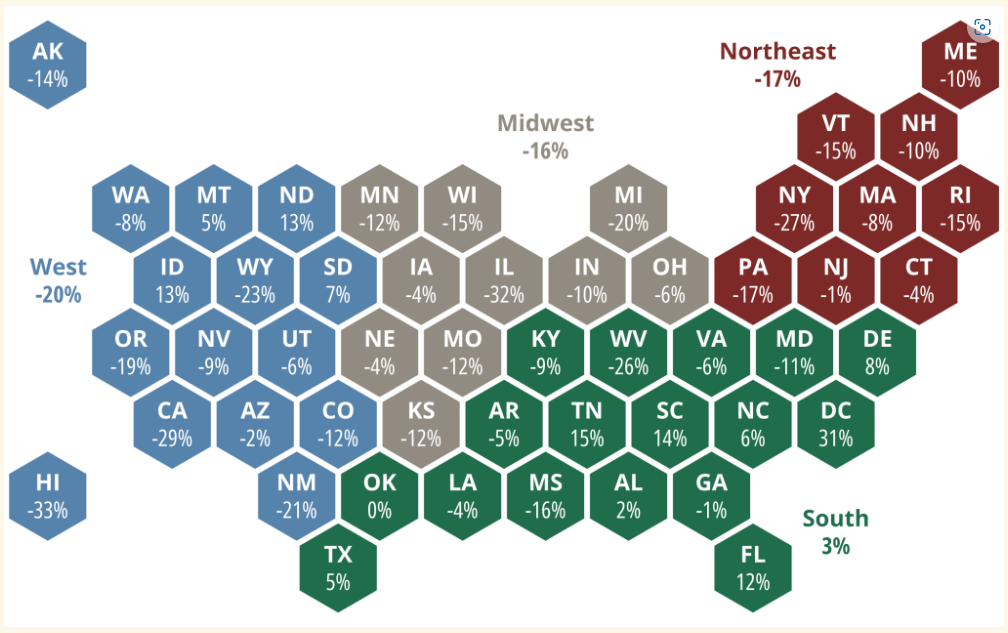 AK
-14%
Northeast
-17%
ME
-10%
Midwest
-16%
VT
-15%
NH
-10%
WA
-8%
MT
5%
ND
13%
MN
-12%
WI
-15%
MI
-20%
NY
-27%
MA
-8%
RI
-15%
West
-20%
ID
13%
WY
-23%
SD
7%
IA
-4%
IL
-32%
IN
-10%
OH
-6%
PA
-17%
NJ
-1%
CT
-4%
OR
-19%
NV
-9%
UT
-6%
NE
-4%
MO
-12%
KY
-9%
WV
-26%
VA
-6%
MD
-11%
DE
8%
CA
-29%
AZ
-2%
CO
-12%
KS
-12%
AR
-5%
TN
15%
SC
14%
NC
6%
DC
31%
HI
-33%
NM
-21%
OK
0%
LA
-4%
MS
-16%
AL
2%
GA
-1%
South
3%
TX
5%
FL
12%